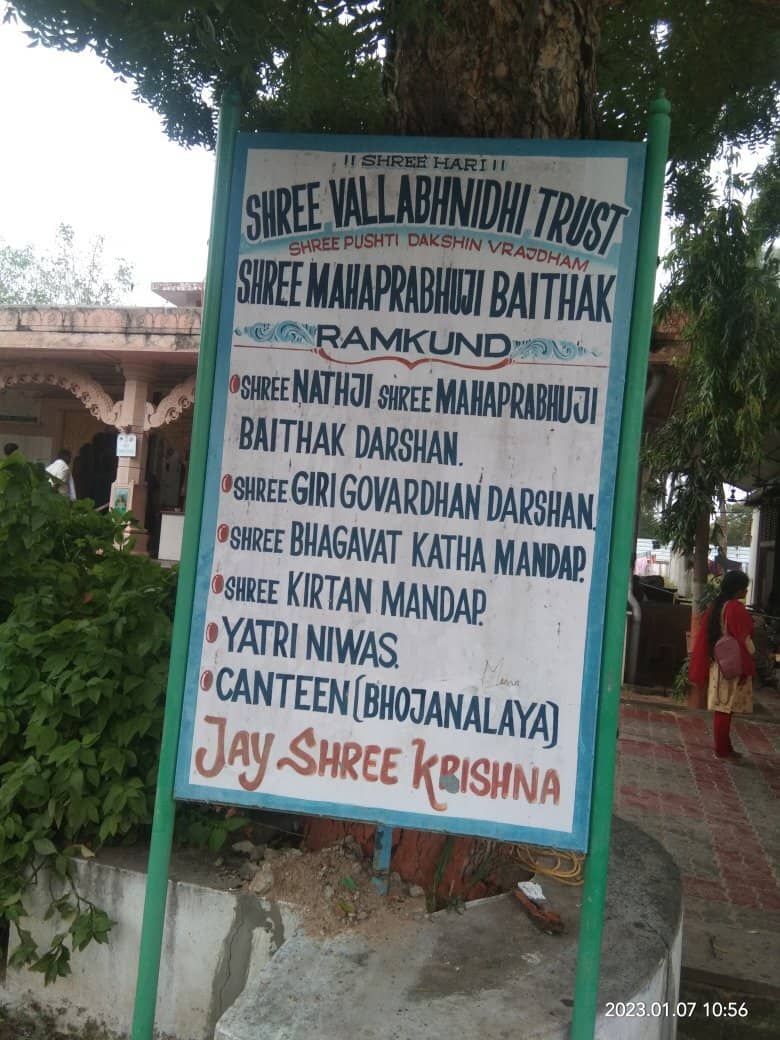 !! SHREE HARI !!
SHREE VALLABHNIDHI TRUST
SHREE PUSHTI DAKSHIN VRAJDHAM
SHREE MAHAPRABHUJI BAITHAK
RAMKUND
SHREE NATHJI SHREE MAHAPRABHUJI
BAITHAK DARSHAN.
SHREE GIRI GOVARDHAN DARSHAN.
SHREE BHAGAVAT KATHA MANDAP.
SHREE KIRTAN MANDAP.
YATRI NIWAS.
CANTEEN (BHOJANALAYA)
JAY SHREE KRISHNA
2023.01.07 10:56